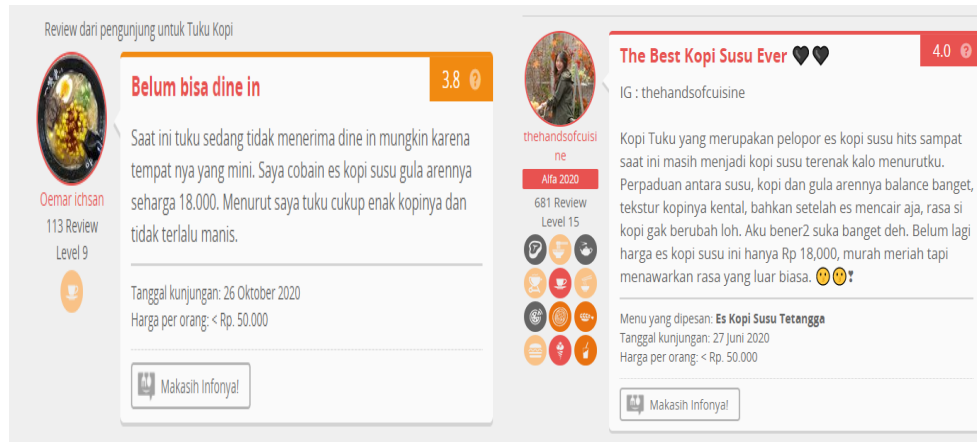 Review dari pengunjung untuk Tuku Kopi
Belum bisa dine in
3.8
?
Saat ini tuku sedang tidak menerima dine in mungkin karena
tempat nya yang mini. Saya cobain es kopi susu gula arennya
seharga 18.000. Menurut saya tuku cukup enak kopinya dan
tidak terlalu manis.
Oemar ichsan
113 Review
Level 9
Tanggal kunjungan: 26 Oktober 2020
Harga per orang: < Rp. 50.000
Makasih Infonya!
The Best Kopi Susu Ever 🖤🖤
4.0
?
IG : thehandsofcuisine
thehandsofcuisi
ne
Alfa 2020
681 Review
Level 15
Kopi Tuku yang merupakan pelopor es kopi susu hits sampat
saat ini masih menjadi kopi susu terenak kalo menurutku.
Perpaduan antara susu, kopi dan gula arennya balance banget,
tekstur kopinya kental, bahkan setelah es mencair aja, rasa si
kopi gak berubah loh. Aku bener2 suka banget deh. Belum lagi
harga es kopi susu ini hanya Rp 18,000, murah meriah tapi
menawarkan rasa yang luar biasa. 😶😶❣
Menu yang dipesan: Es Kopi Susu Tetangga
Tanggal kunjungan: 27 Juni 2020
Harga per orang: < Rp. 50.000
Makasih Infonya!